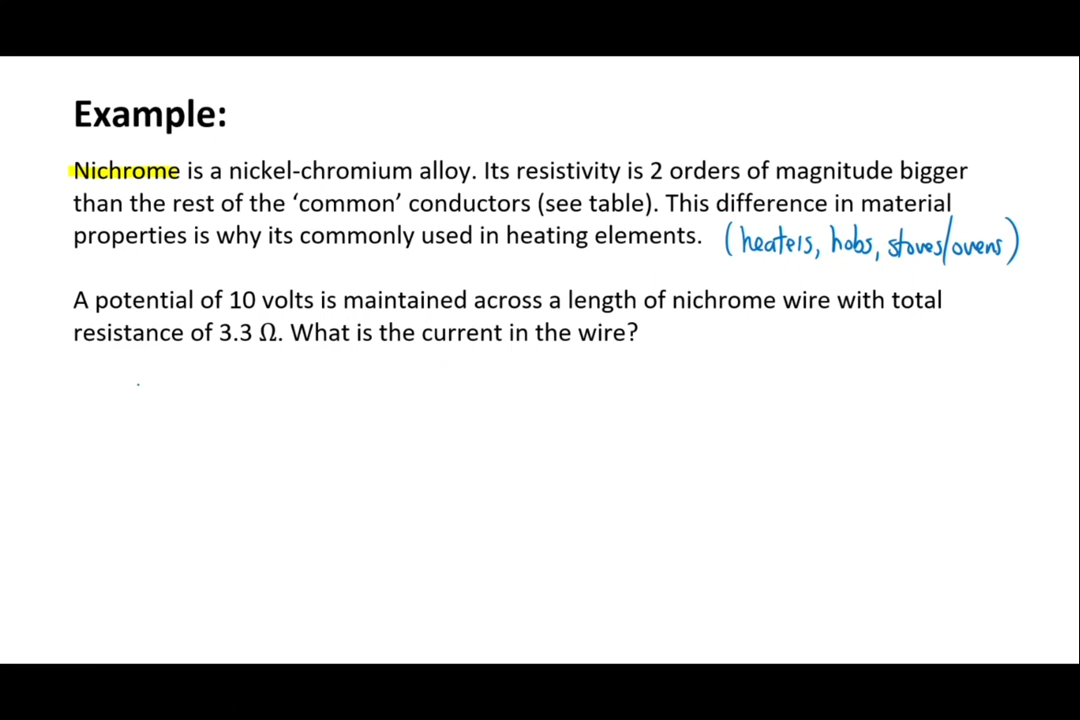 Example:
Nichrome is a nickel-chromium alloy. Its resistivity is 2 orders of magnitude bigger
than the rest of the ‘common’ conductors (see table). This difference in material
properties is why its commonly used in heating elements. (heaters, hobs, stoves/ovens)
A potential of 10 volts is maintained across a length of nichrome wire with total
resistance of 3.3 Ω. What is the current in the wire?